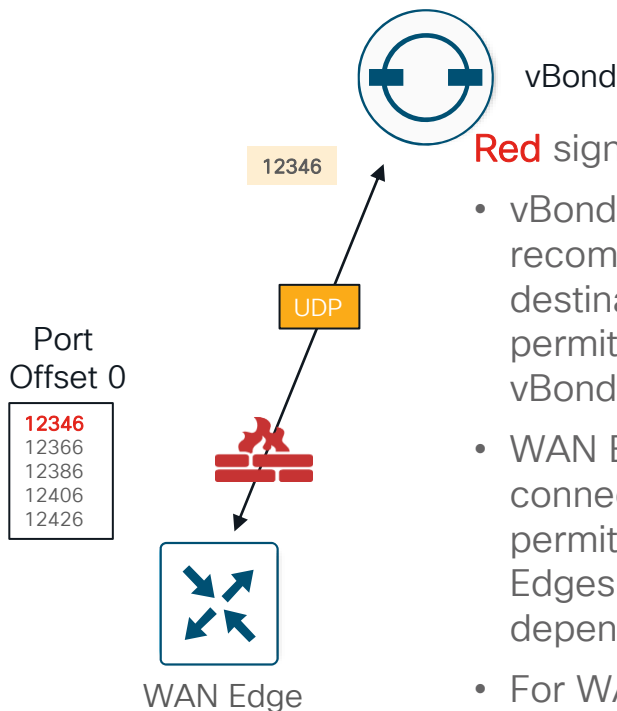 vBond
Red sign
12346
• vBond
recom
destina
permit
vBond
UDP
Port
Offset 0
12346
12366
12386
12406
12426
• WAN E
connec
permit
Edges
depen
WAN Edge
• For WA